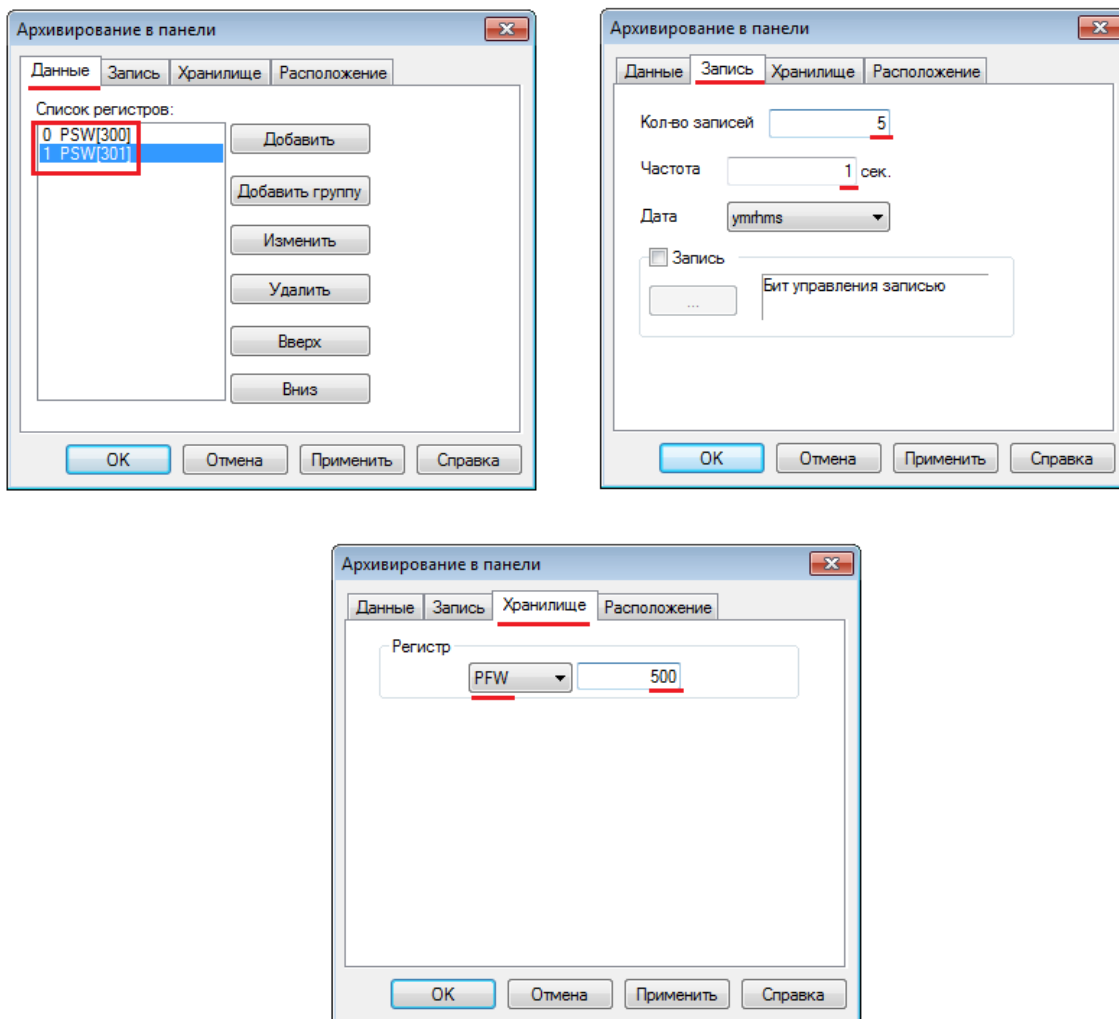 Архивирование в панели
Данные Запись Хранилище Расположение
Список регистров:
0 PSW[300]
1 PSW[301]
Добавить
Добавить группу
Изменить
Удалить
Вверх
Вниз
OK Отмена Применить Справка
Архивирование в панели
Данные Запись Хранилище Расположение
Кол-во записей 5
Частота 1 сек.
Дата ymrhms
Запись
... Бит управления записью
OK Отмена Применить Справка
Архивирование в панели
Данные Запись Хранилище Расположение
Регистр
PFW 500
OK Отмена Применить Справка